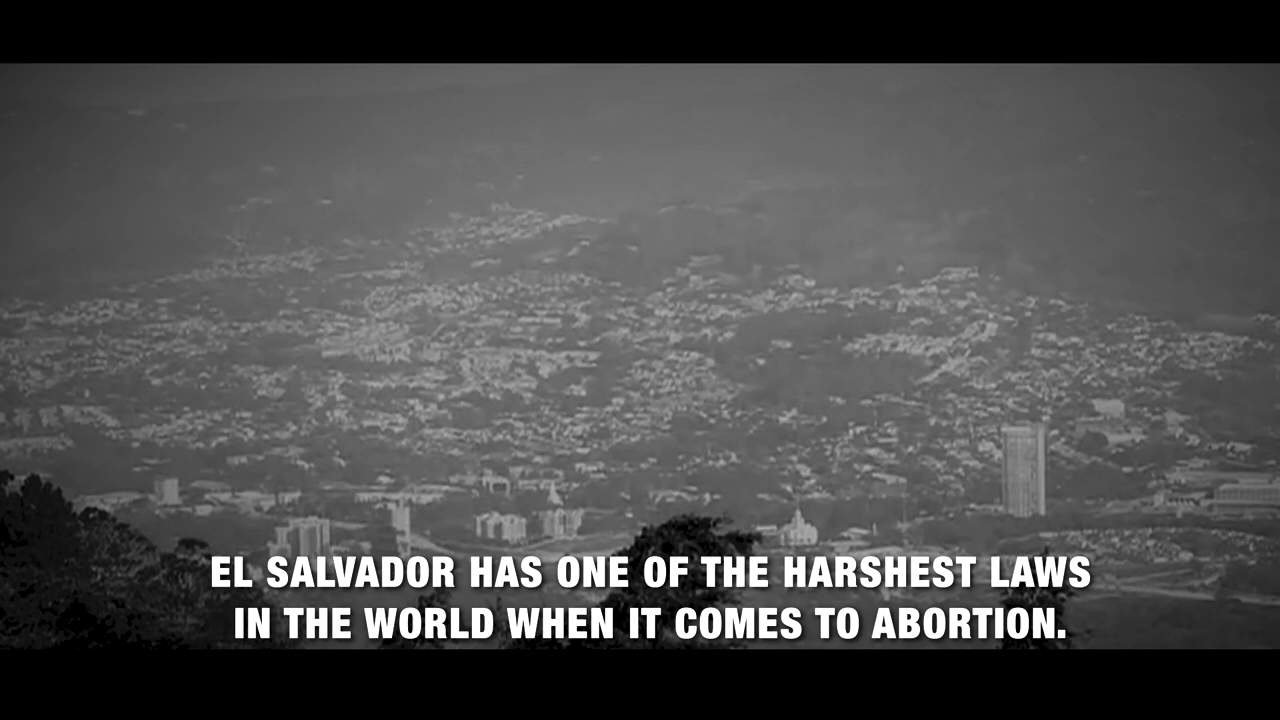 EL SALVADOR HAS ONE OF THE HARSHEST LAWS
IN THE WORLD WHEN IT COMES TO ABORTION.